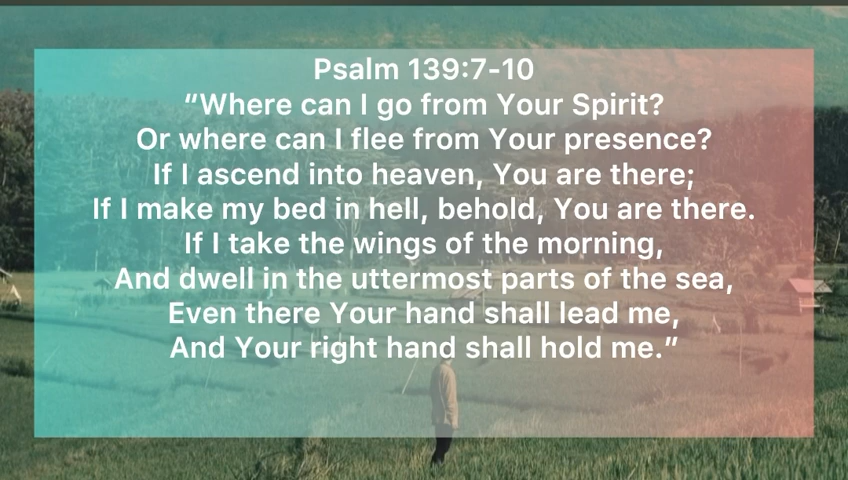 Psalm 139:7-10
“Where can I go from Your Spirit?
Or where can I flee from Your presence?
If I ascend into heaven, You are there;
If I make my bed in hell, behold, You are there.
If I take the wings of the morning,
And dwell in the uttermost parts of the sea,
Even there Your hand shall lead me,
And Your right hand shall hold me.”